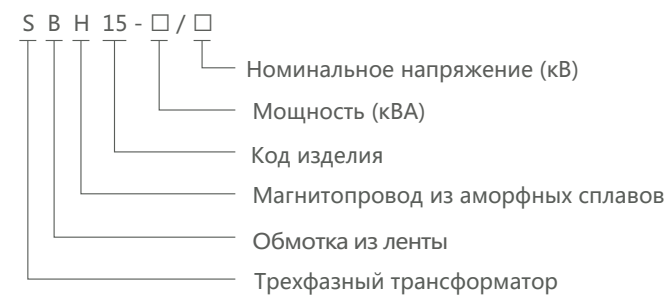 S B H 15 - □ / □
Номинальное напряжение (кВ)
Мощность (кВА)
Код изделия
Магнитопровод из аморфных сплавов
Обмотка из ленты
Трехфазный трансформатор